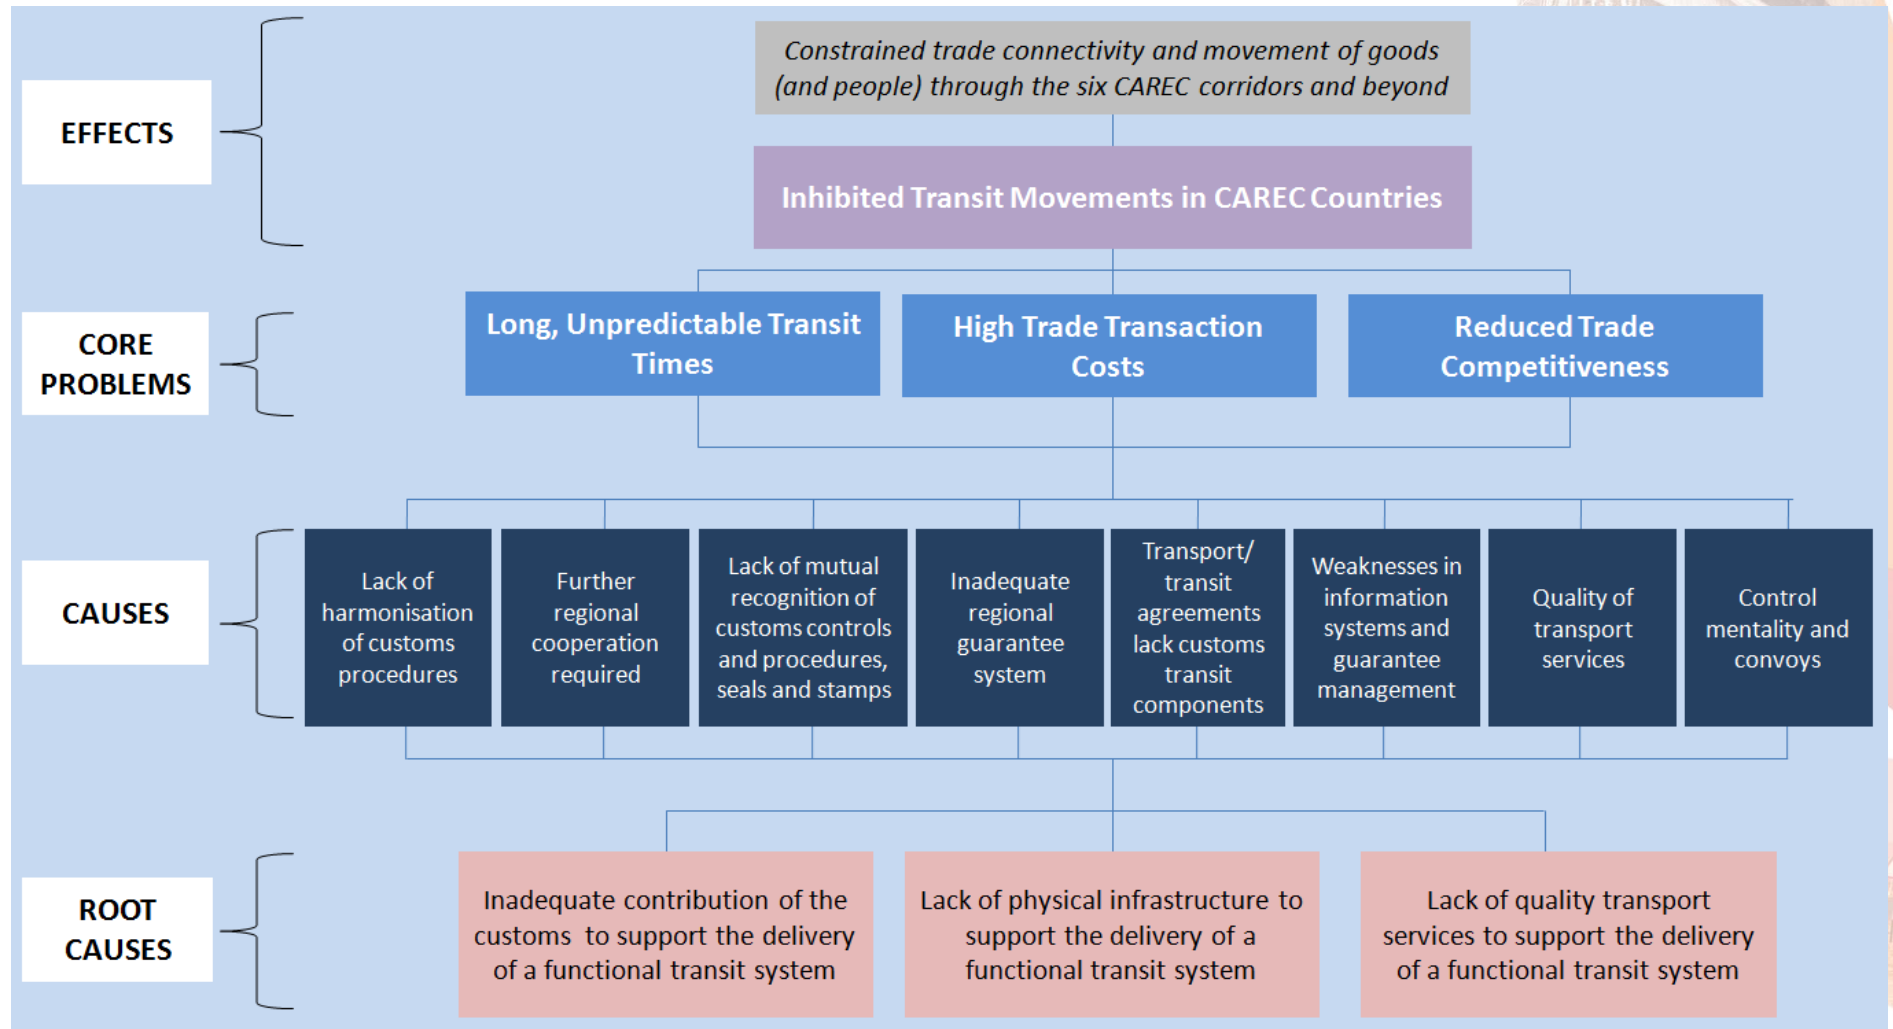 EFFECTS
Constrained trade connectivity and movement of goods
(and people) through the six CAREC corridors and beyond
Inhibited Transit Movements in CAREC Countries
CORE
PROBLEMS
Long, Unpredictable Transit
Times
High Trade Transaction
Costs
Reduced Trade
Competitiveness
CAUSES
Lack of
harmonisation
of customs
procedures
Further
regional
cooperation
required
Lack of mutual
recognition of
customs controls
and procedures,
seals and stamps
Inadequate
regional
guarantee
system
Transport/
transit
agreements
lack customs
transit
components
Weaknesses in
information
systems and
guarantee
management
Quality of
transport
services
Control
mentality and
convoys
ROOT
CAUSES
Inadequate contribution of the
customs to support the delivery
of a functional transit system
Lack of physical infrastructure to
support the delivery of a
functional transit system
Lack of quality transport
services to support the delivery
of a functional transit system